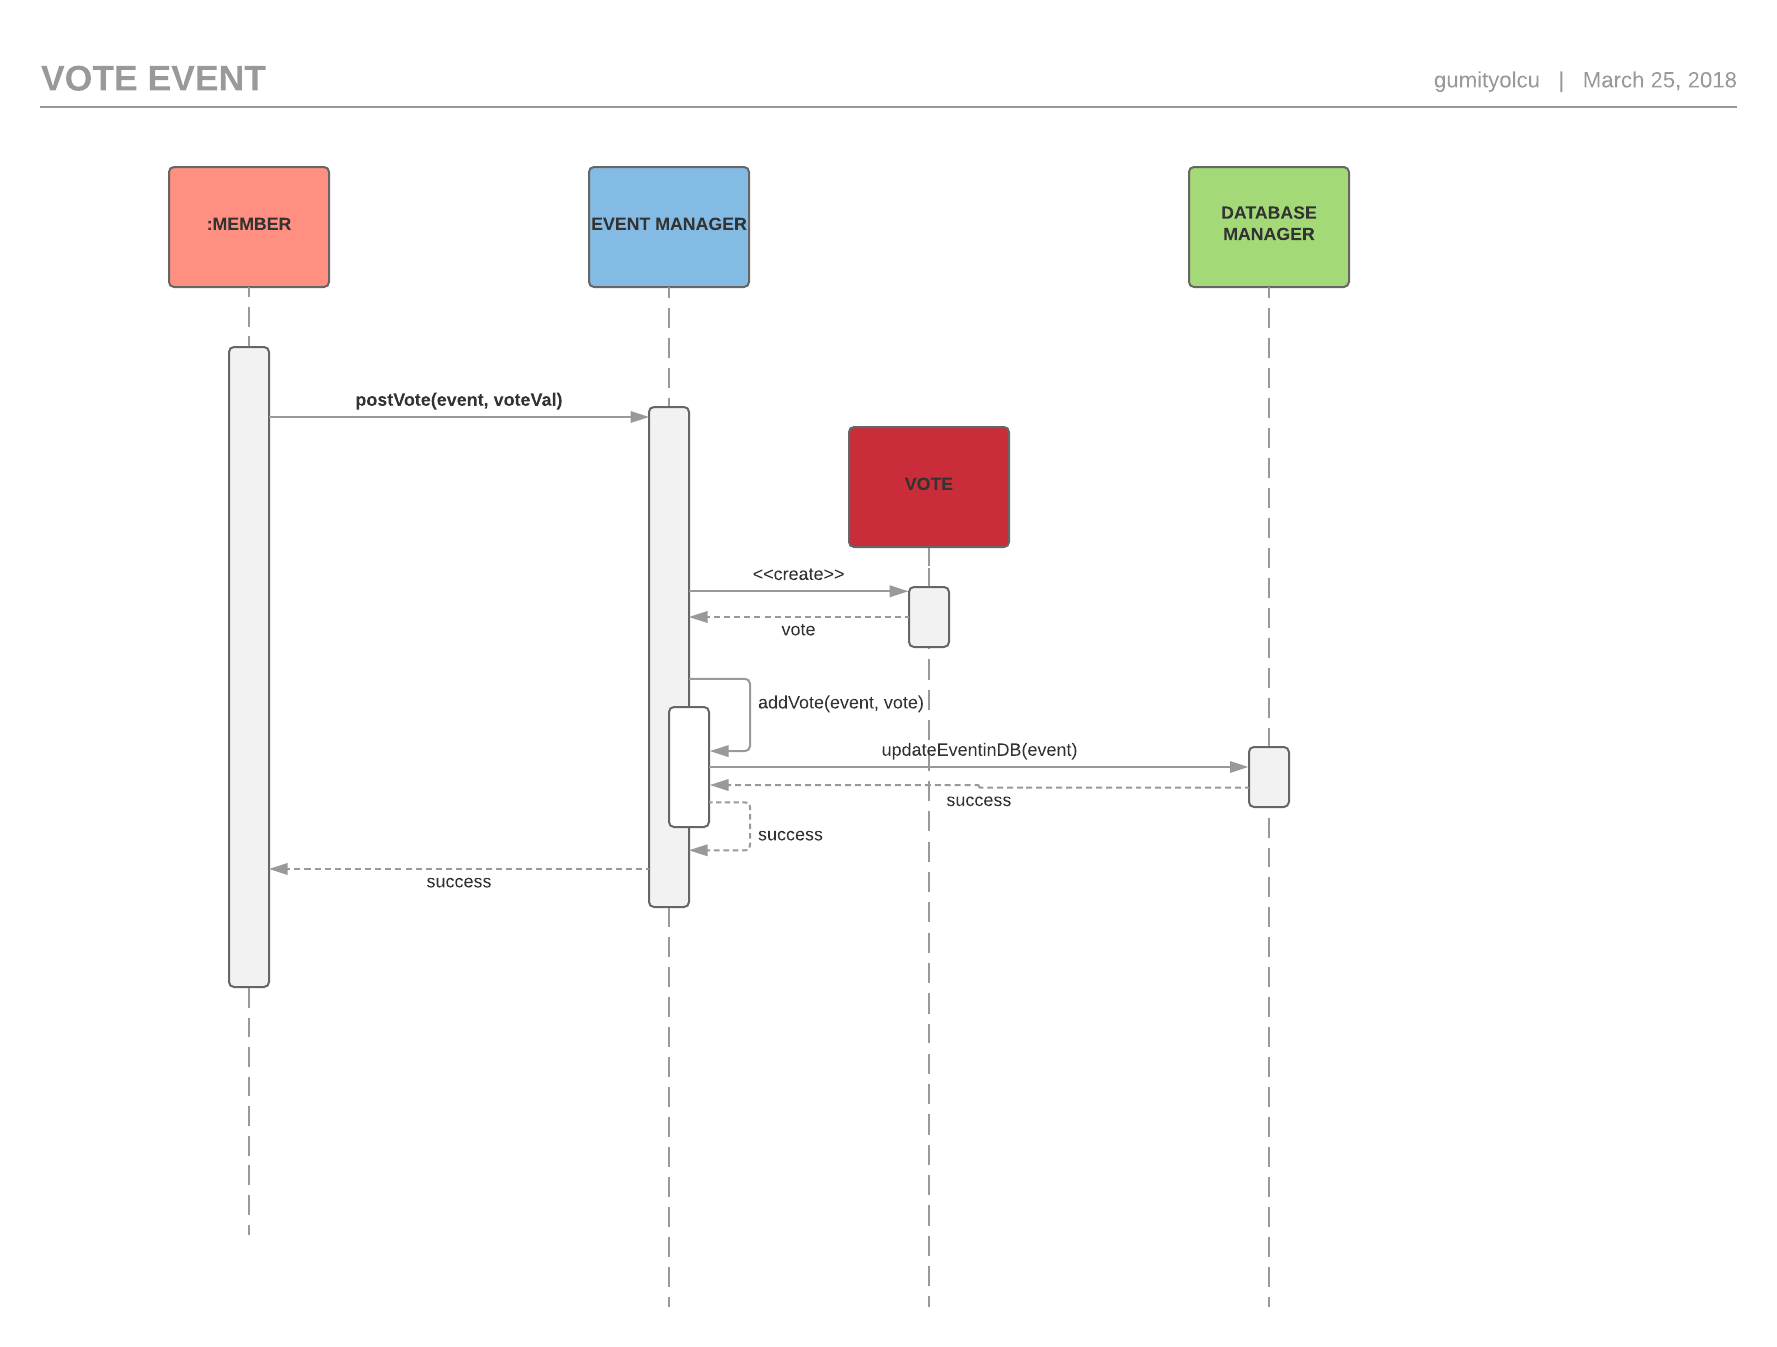 VOTE EVENT
gumityolcu | March 25, 2018
:MEMBER
EVENT MANAGER
DATABASE
MANAGER
postVote(event, voteVal)
VOTE
<<create>>
vote
addVote(event, vote)
updateEventinDB(event)
success
success
success